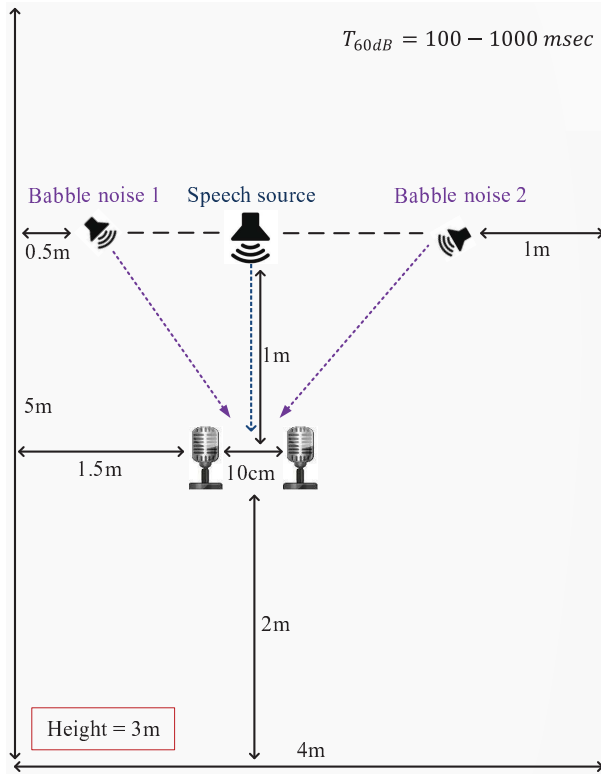 T60dB = 100 − 1000 msec
Babble noise 1
Speech source
Babble noise 2
0.5m
1m
1m
5m
1.5m
10cm
2m
Height = 3m
4m